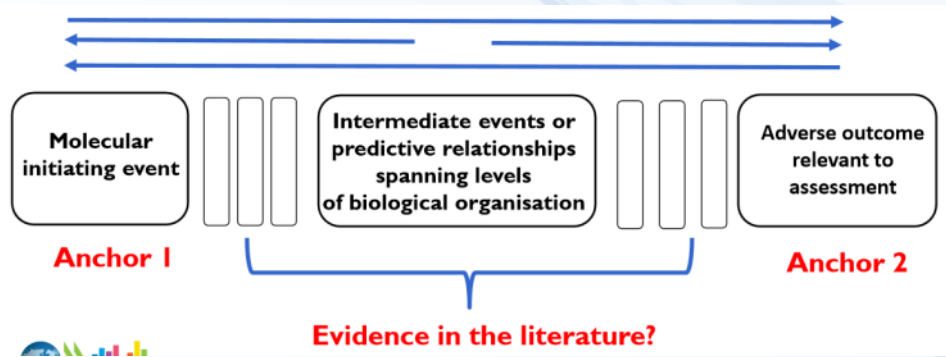 Molecular
initiating event
Intermediate events or
predictive relationships
spanning levels
of biological organisation
Adverse outcome
relevant to
assessment
Anchor 1
Anchor 2
Evidence in the literature?